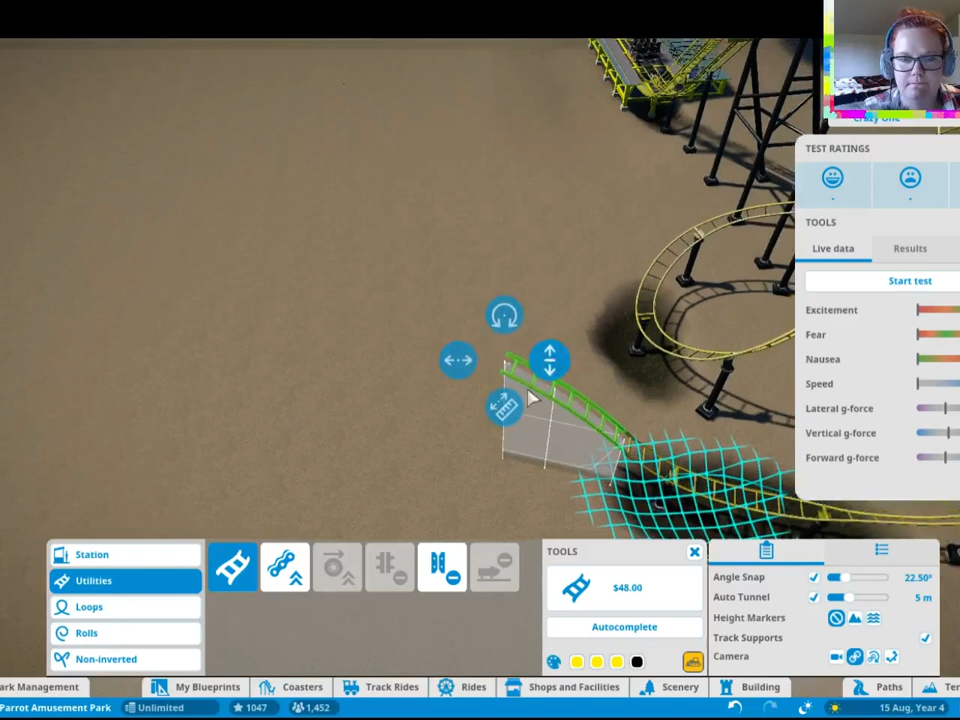 Crazy One
TEST RATINGS
- -
TOOLS
Live data Results
Start test
Excitement
Fear
Nausea
Speed
Lateral g-force
Vertical g-force
Forward g-force
Station
Utilities
Loops
Rolls
Non-inverted
TOOLS
$48.00
Autocomplete
Angle Snap 22.50°
Auto Tunnel 5 m
Height Markers
Track Supports
Camera
ark Management My Blueprints Coasters Track Rides Rides Shops and Facilities Scenery Building Paths Ter
Parrot Amusement Park Unlimited 1047 1,452 15 Aug, Year 4